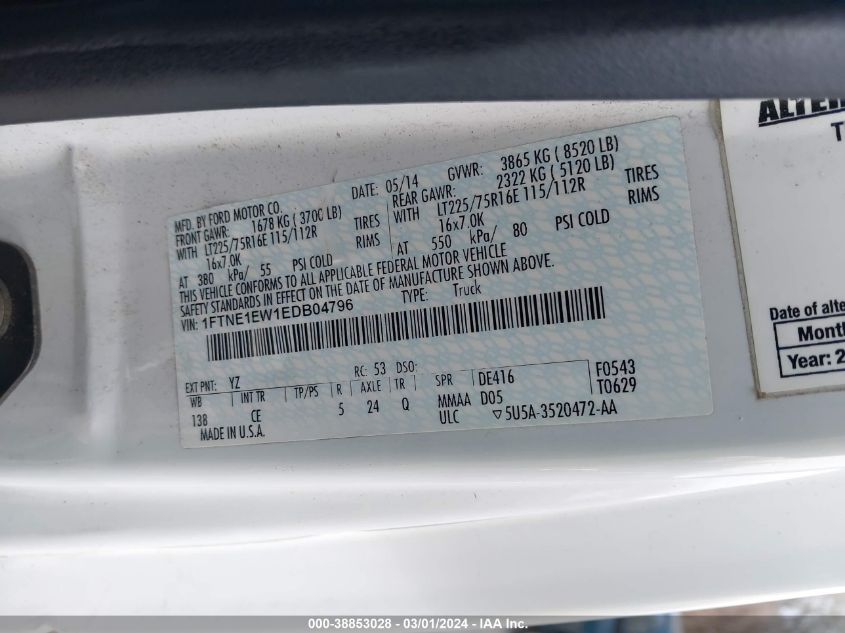 MFD. BY FORD MOTOR CO.
DATE: 05/14 GVWR: 3865 KG ( 8520 LB)
FRONT GAWR: 1678 KG ( 3700 LB)
REAR GAWR: 2322 KG ( 5120 LB)
WITH LT225/75R16E 115/112R TIRES
WITH LT225/75R16E 115/112R TIRES
16x7.0K RIMS
16x7.0K RIMS
AT 380 kPa/ 55 PSI COLD
AT 550 kPa/ 80 PSI COLD
THIS VEHICLE CONFORMS TO ALL APPLICABLE FEDERAL MOTOR VEHICLE
SAFETY STANDARDS IN EFFECT ON THE DATE OF MANUFACTURE SHOWN ABOVE.
VIN: 1FTNE1EW1EDB04796
TYPE: Truck
EXT PNT: YZ RC: 53 DSO:
WB INT TR TP/PS R AXLE TR SPR DE416 F0543
138 CE 5 24 Q MMAA D05 T0629
MADE IN U.S.A. ULC 5U5A-3520472-AA
T
Date of alte
Month
Year: 2
000-38853028 - 03/01/2024 - IAAI INC.